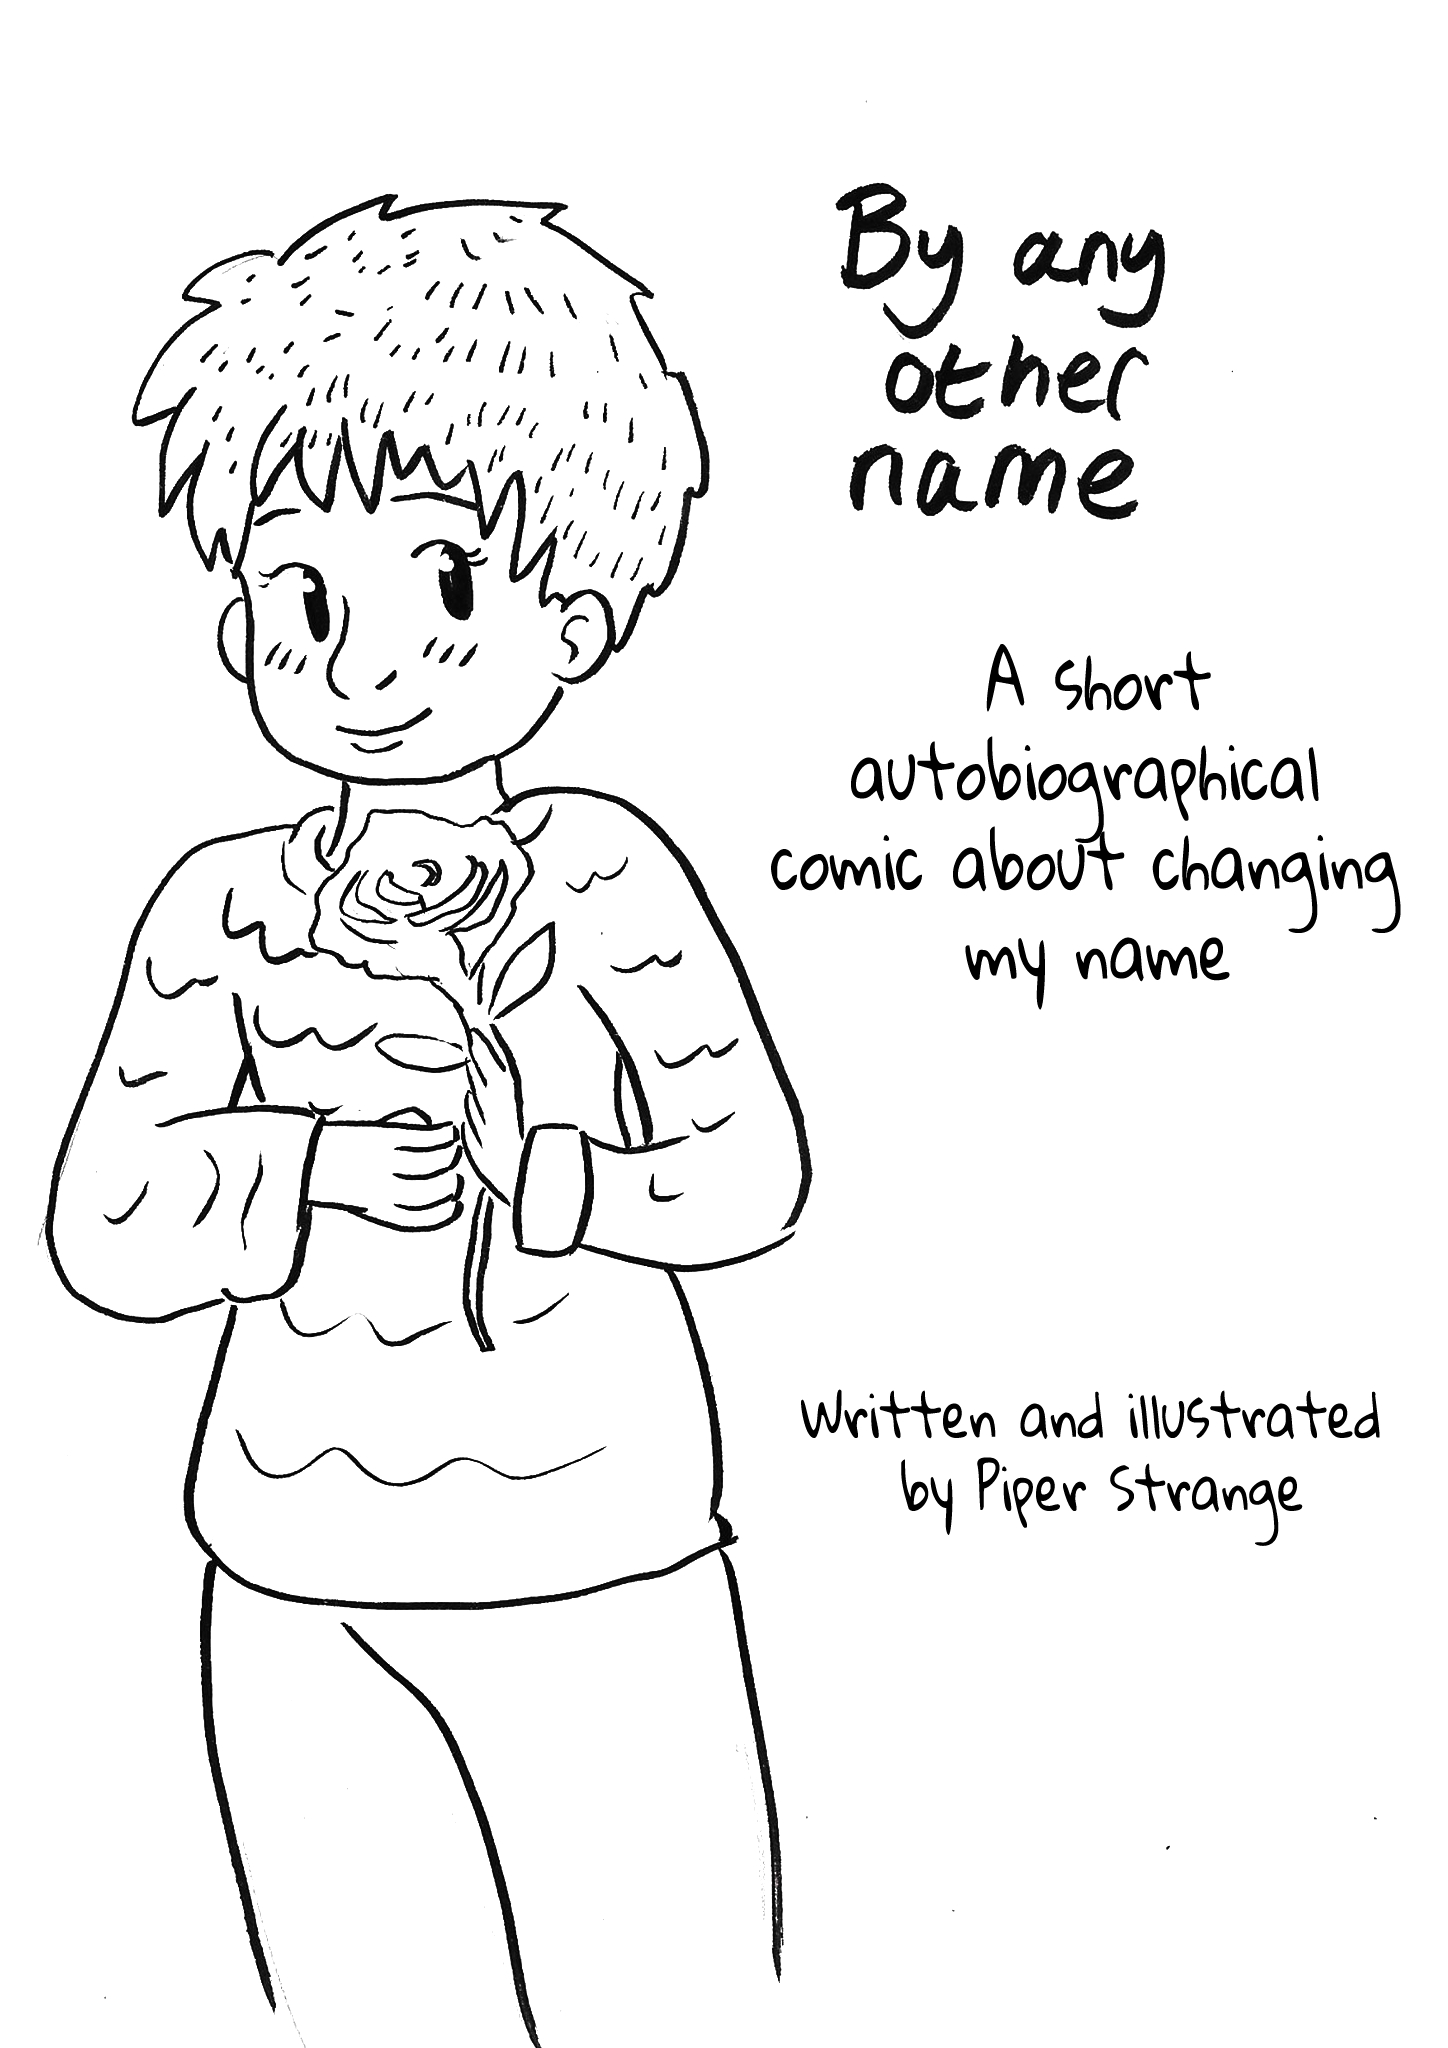 By any
other
name
A short
autobiographical
comic about changing
my name
Written and illustrated
by Piper Strange